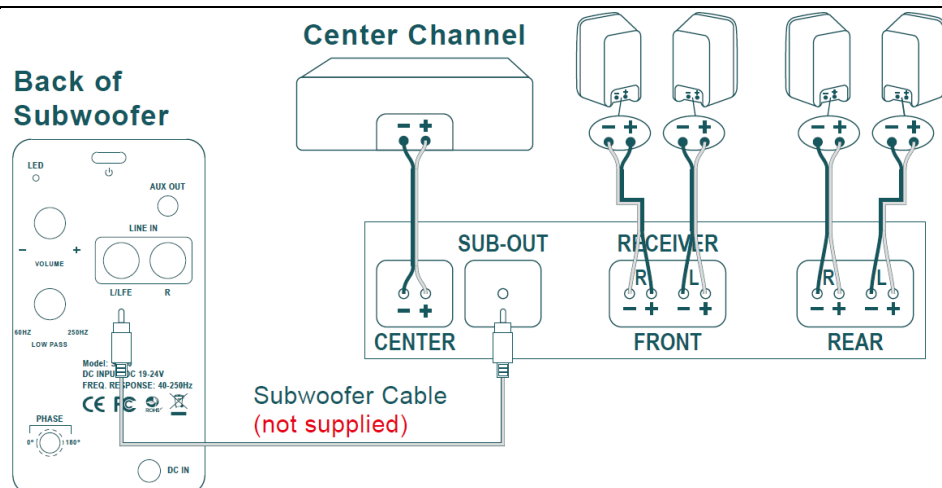 Center Channel
Back of
Subwoofer
LED
AUX OUT
LINE IN
- +
VOLUME
L/LFE R
60HZ 250HZ
LOW PASS
DC INPUT: DC 19-24V
FREQ. RESPONSE: 40-250Hz
CE FC ROHS
PHASE
0° 180°
DC IN
- +
- +
- +
- +
- +
SUB-OUT RECEIVER
R L
R L
- +
- + - +
- + - +
CENTER FRONT REAR
Subwoofer Cable
(not supplied)